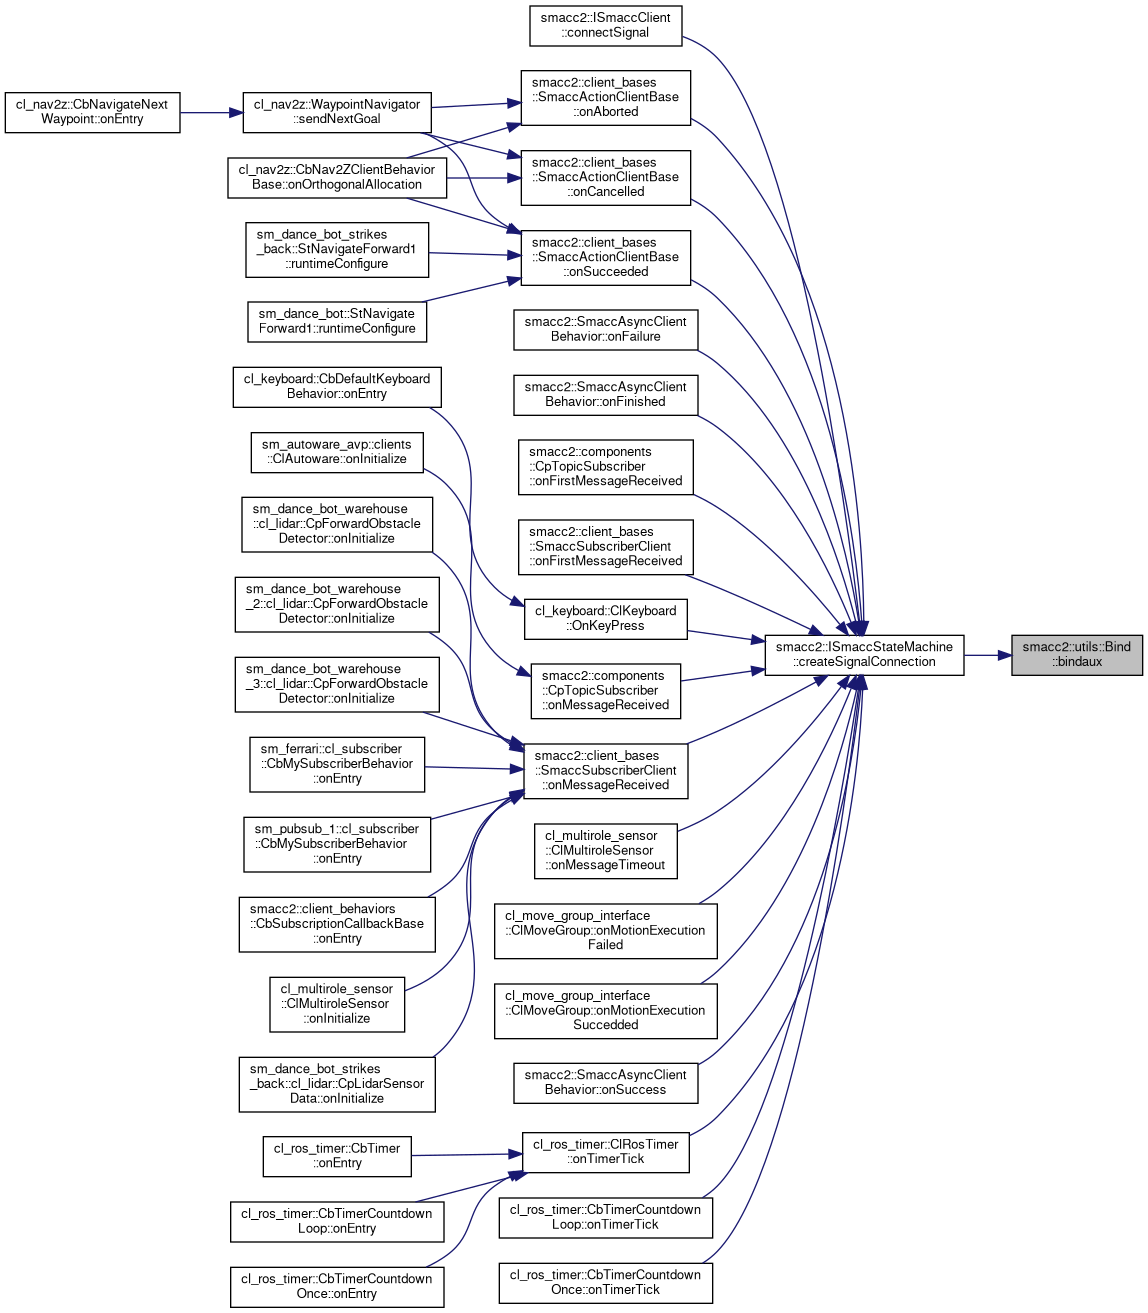 smacc2::ISmaccClient
::connectSignal
smacc2::client_bases
::SmaccActionClientBase
::onAborted
cl_nav2z::CbNavigateNext
Waypoint::onEntry
cl_nav2z::WaypointNavigator
::sendNextGoal
smacc2::client_bases
::SmaccActionClientBase
::onCancelled
cl_nav2z::CbNav2ZClientBehavior
Base::onOrthogonalAllocation
sm_dance_bot_strikes
_back::StNavigateForward1
::runtimeConfigure
smacc2::client_bases
::SmaccActionClientBase
::onSucceeded
sm_dance_bot::StNavigate
Forward1::runtimeConfigure
smacc2::SmaccAsyncClient
Behavior::onFailure
cl_keyboard::CbDefaultKeyboard
Behavior::onEntry
smacc2::SmaccAsyncClient
Behavior::onFinished
sm_autoware_avp::clients
::ClAutoware::onInitialize
smacc2::components
::CpTopicSubscriber
::onFirstMessageReceived
sm_dance_bot_warehouse
::cl_lidar::CpForwardObstacle
Detector::onInitialize
smacc2::client_bases
::SmaccSubscriberClient
::onFirstMessageReceived
sm_dance_bot_warehouse
_2::cl_lidar::CpForwardObstacle
Detector::onInitialize
cl_keyboard::ClKeyboard
::OnKeyPress
smacc2::ISmaccStateMachine
::createSignalConnection
smacc2::utils::Bind
::bindaux
sm_dance_bot_warehouse
_3::cl_lidar::CpForwardObstacle
Detector::onInitialize
smacc2::components
::CpTopicSubscriber
::onMessageReceived
sm_ferrari::cl_subscriber
::CbMySubscriberBehavior
::onEntry
smacc2::client_bases
::SmaccSubscriberClient
::onMessageReceived
sm_pubsub_1::cl_subscriber
::CbMySubscriberBehavior
::onEntry
cl_multirole_sensor
::ClMultiroleSensor
::onMessageTimeout
smacc2::client_behaviors
::CbSubscriptionCallbackBase
::onEntry
cl_move_group_interface
::ClMoveGroup::onMotionExecution
Failed
cl_multirole_sensor
::ClMultiroleSensor
::onInitialize
cl_move_group_interface
::ClMoveGroup::onMotionExecution
Succedded
sm_dance_bot_strikes
_back::cl_lidar::CpLidarSensor
Data::onInitialize
smacc2::SmaccAsyncClient
Behavior::onSuccess
cl_ros_timer::CbTimer
::onEntry
cl_ros_timer::ClRosTimer
::onTimerTick
cl_ros_timer::CbTimerCountdown
Loop::onEntry
cl_ros_timer::CbTimerCountdown
Loop::onTimerTick
cl_ros_timer::CbTimerCountdown
Once::onEntry
cl_ros_timer::CbTimerCountdown
Once::onTimerTick